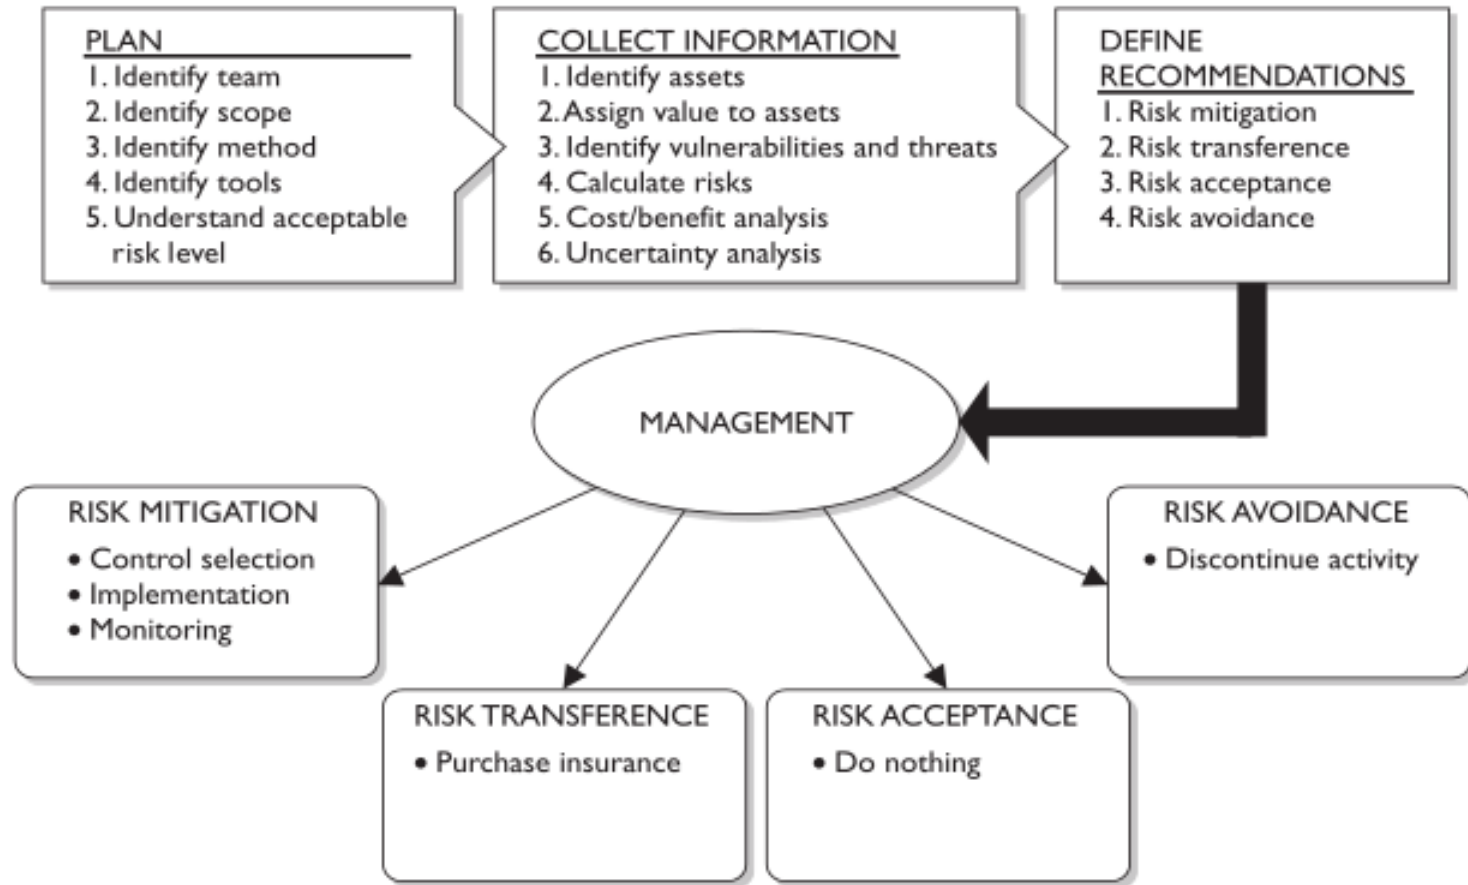 PLAN
1. Identify team
2. Identify scope
3. Identify method
4. Identify tools
5. Understand acceptable
risk level
COLLECT INFORMATION
1. Identify assets
2. Assign value to assets
3. Identify vulnerabilities and threats
4. Calculate risks
5. Cost/benefit analysis
6. Uncertainty analysis
DEFINE
RECOMMENDATIONS
1. Risk mitigation
2. Risk transference
3. Risk acceptance
4. Risk avoidance
MANAGEMENT
RISK MITIGATION
• Control selection
• Implementation
• Monitoring
RISK TRANSFERENCE
• Purchase insurance
RISK ACCEPTANCE
• Do nothing
RISK AVOIDANCE
• Discontinue activity